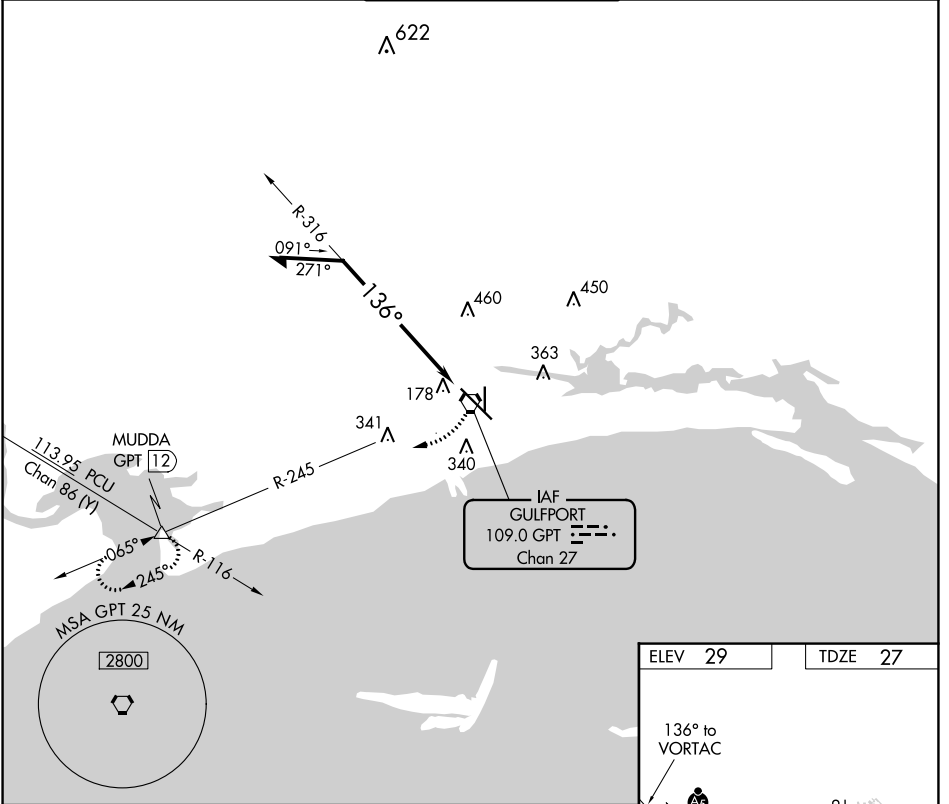 622
R-316
091°
271°
136°
460
450
363
178
341
340
MUDDA
GPT 12
113.95 PCU
Chan 86 (Y)
R-245
065°
245°
R-116
IAF
GULFPORT
109.0 GPT
Chan 27
MSA GPT 25 NM
2800
ELEV 29
TDZE 27
136° to
VORTAC
A5